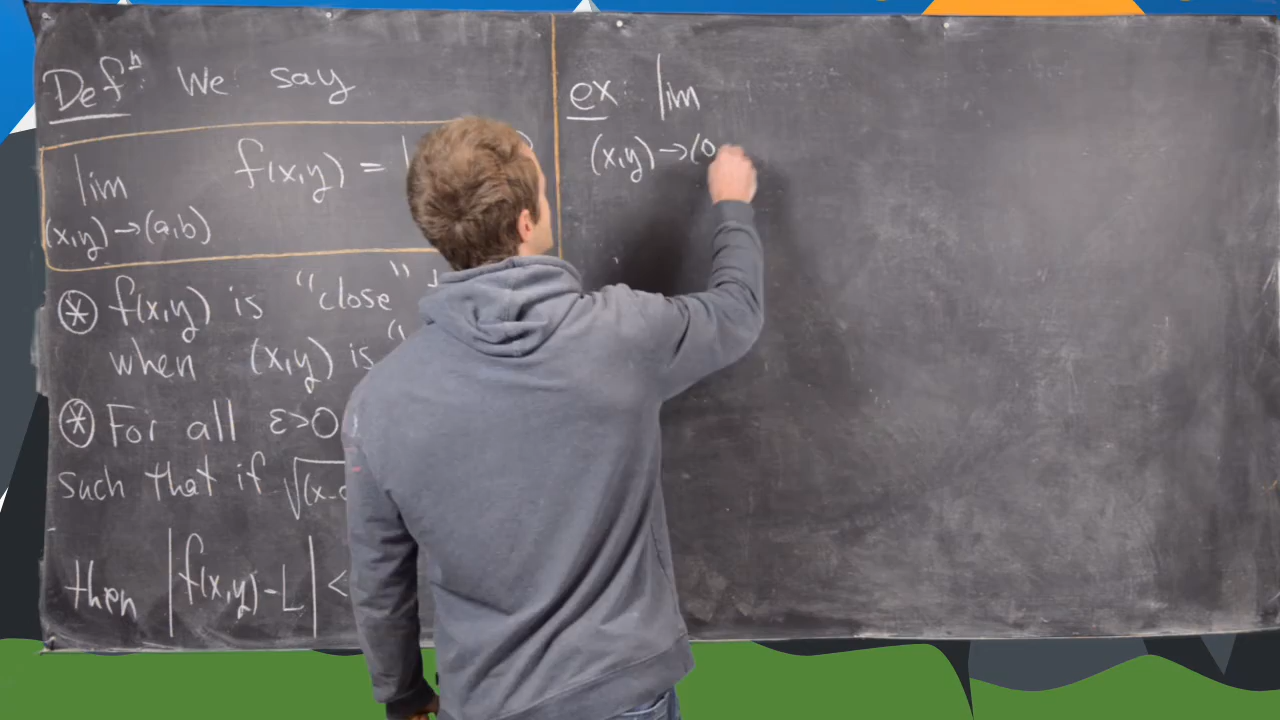 Defⁿ We say
lim f(x,y) =
(x,y)→(a,b)
⊛ f(x,y) is "close"
when (x,y) is "
⊛ For all ε>0
such that if √(x-
then |f(x,y)-L| <
ex lim
(x,y)→(0